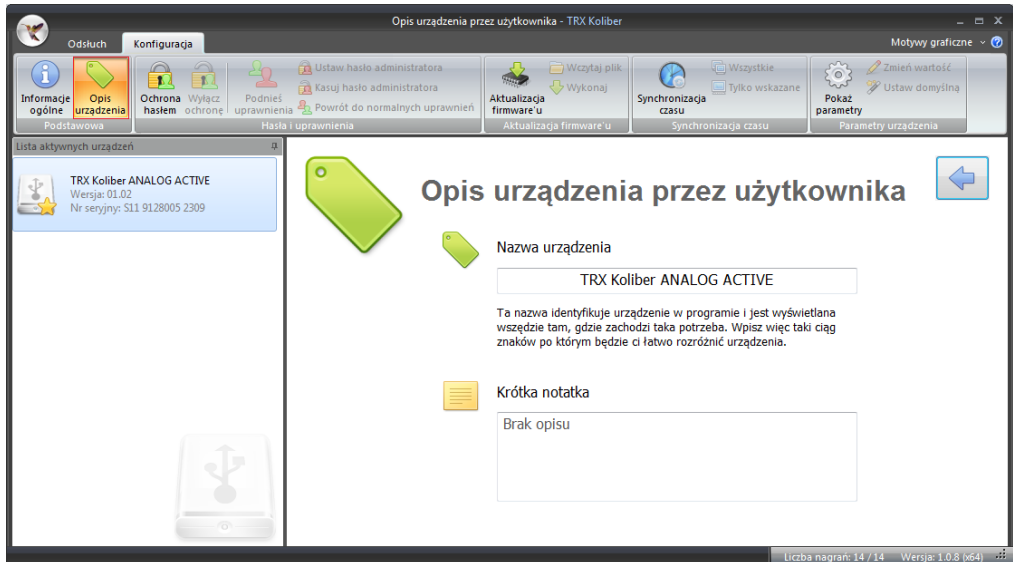 Opis urządzenia przez użytkownika - TRX Koliber
Odsłuch
Konfiguracja
Motywy graficzne
Informacje
ogólne
Opis
urządzenia
Podstawowa
Ochrona
hasłem
Wyłącz
ochronę
Podnieś
uprawnienia
Ustaw hasło administratora
Kasuj hasło administratora
Powrót do normalnych uprawnień
Hasła i uprawnienia
Aktualizacja
firmware'u
Wczytaj plik
Wykonaj
Aktualizacja firmware'u
Synchronizacja
czasu
Wszystkie
Tylko wskazane
Synchronizacja czasu
Pokaż
parametry
Zmień wartość
Ustaw domyślną
Parametry urządzenia
Lista aktywnych urządzeń
TRX Koliber ANALOG ACTIVE
Wersja: 01.02
Nr seryjny: S11 9128005 2309
Opis urządzenia przez użytkownika
Nazwa urządzenia
TRX Koliber ANALOG ACTIVE
Ta nazwa identyfikuje urządzenie w programie i jest wyświetlana
wszędzie tam, gdzie zachodzi taka potrzeba. Wpisz więc taki ciąg
znaków po którym będzie ci łatwo rozróżnić urządzenia.
Krótka notatka
Brak opisu
Liczba nagrań: 14 / 14
Wersja: 1.0.8 (x64)